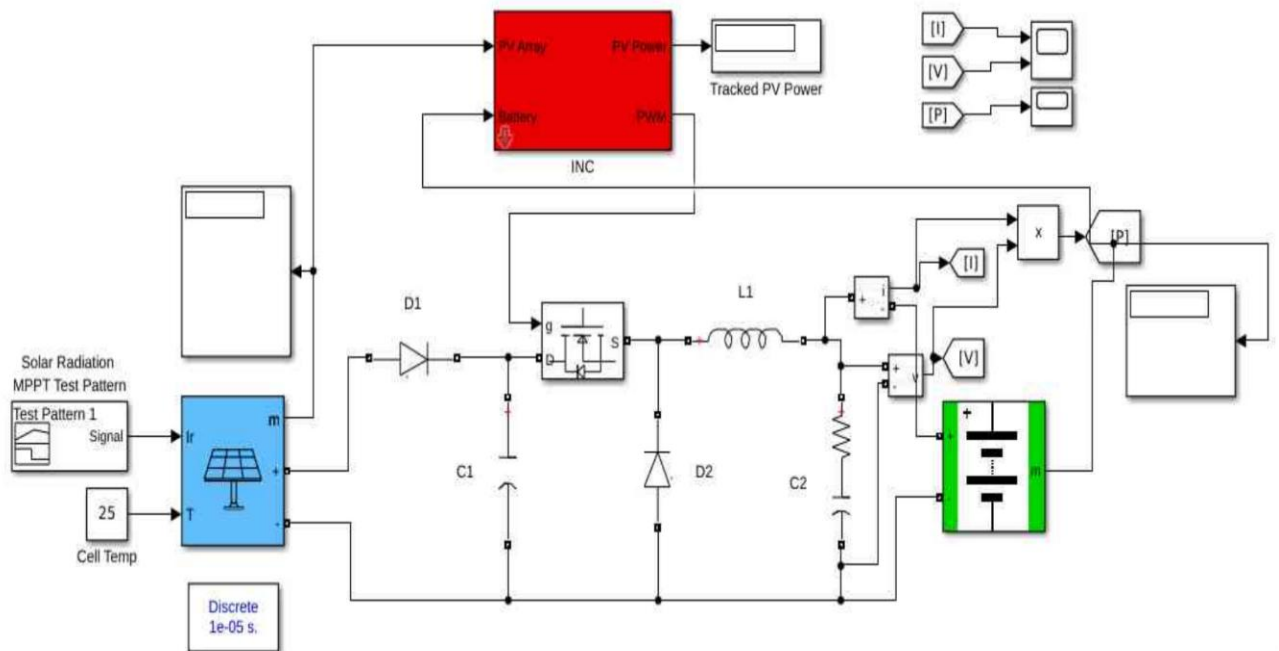 PV Array
PV Power
Battery
PWM
INC
Tracked PV Power
[I]
[V]
[P]
x
[P]
[I]
i
+
-
D1
g
D
S
L1
+
-
v
[V]
Solar Radiation
MPPT Test Pattern
Test Pattern 1
Signal
Ir
m
+
T
-
25
Cell Temp
C1
D2
C2
+
+
-
m
Discrete
1e-05 s.